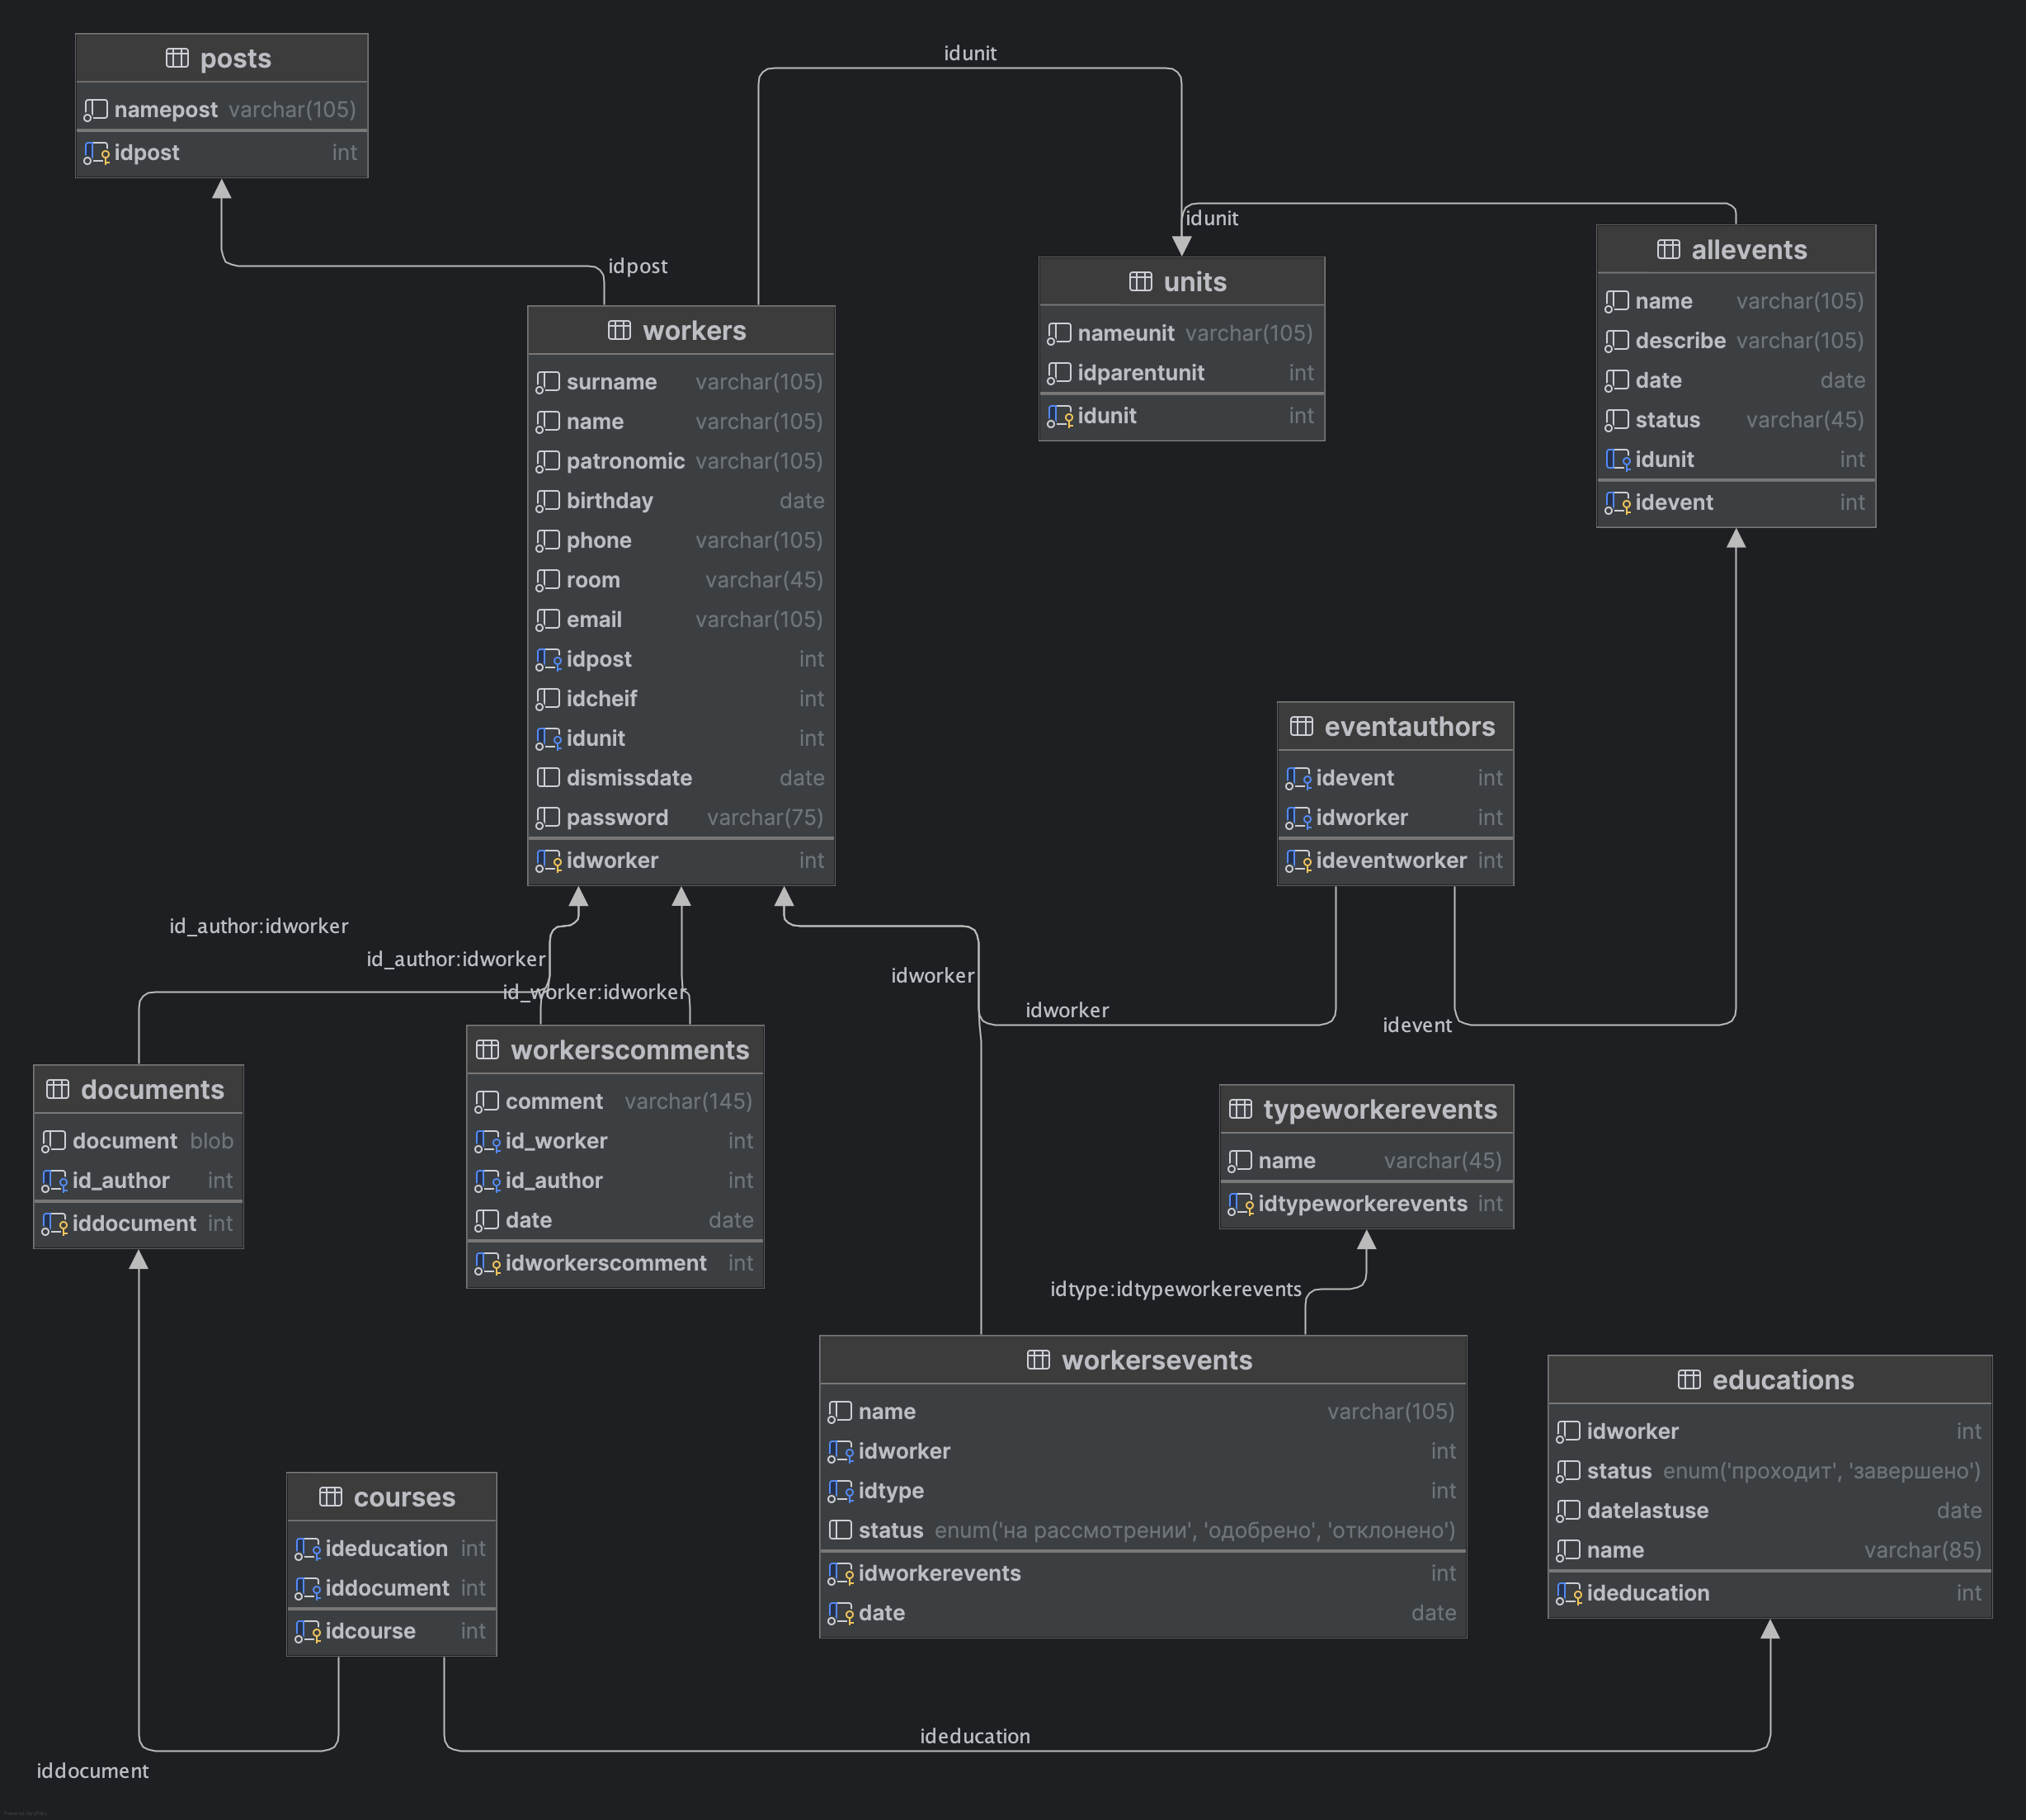 idunit
posts
namepost varchar(105)
idpost int
idunit
idpost
units
nameunit varchar(105)
idparentunit int
idunit int
allevents
name varchar(105)
describe varchar(105)
date date
status varchar(45)
idunit int
idevent int
workers
surname varchar(105)
name varchar(105)
patronomic varchar(105)
birthday date
phone varchar(105)
room varchar(45)
email varchar(105)
idpost int
idcheif int
idunit int
dismissdate date
password varchar(75)
idworker int
eventauthors
idevent int
idworker int
ideventworker int
id_author:idworker
id_author:idworker
id_worker:idworker
idworker
idworker
idevent
documents
document blob
id_author int
iddocument int
workerscomments
comment varchar(145)
id_worker int
id_author int
date date
idworkerscomment int
typeworkerevents
name varchar(45)
idtypeworkerevents int
idtype:idtypeworkerevents
workersevents
name varchar(105)
idworker int
idtype int
status enum('на рассмотрении', 'одобрено', 'отклонено')
idworkerevents int
date date
educations
idworker int
status enum('проходит', 'завершено')
datelastuse date
name varchar(85)
ideducation int
courses
ideducation int
iddocument int
idcourse int
ideducation
iddocument